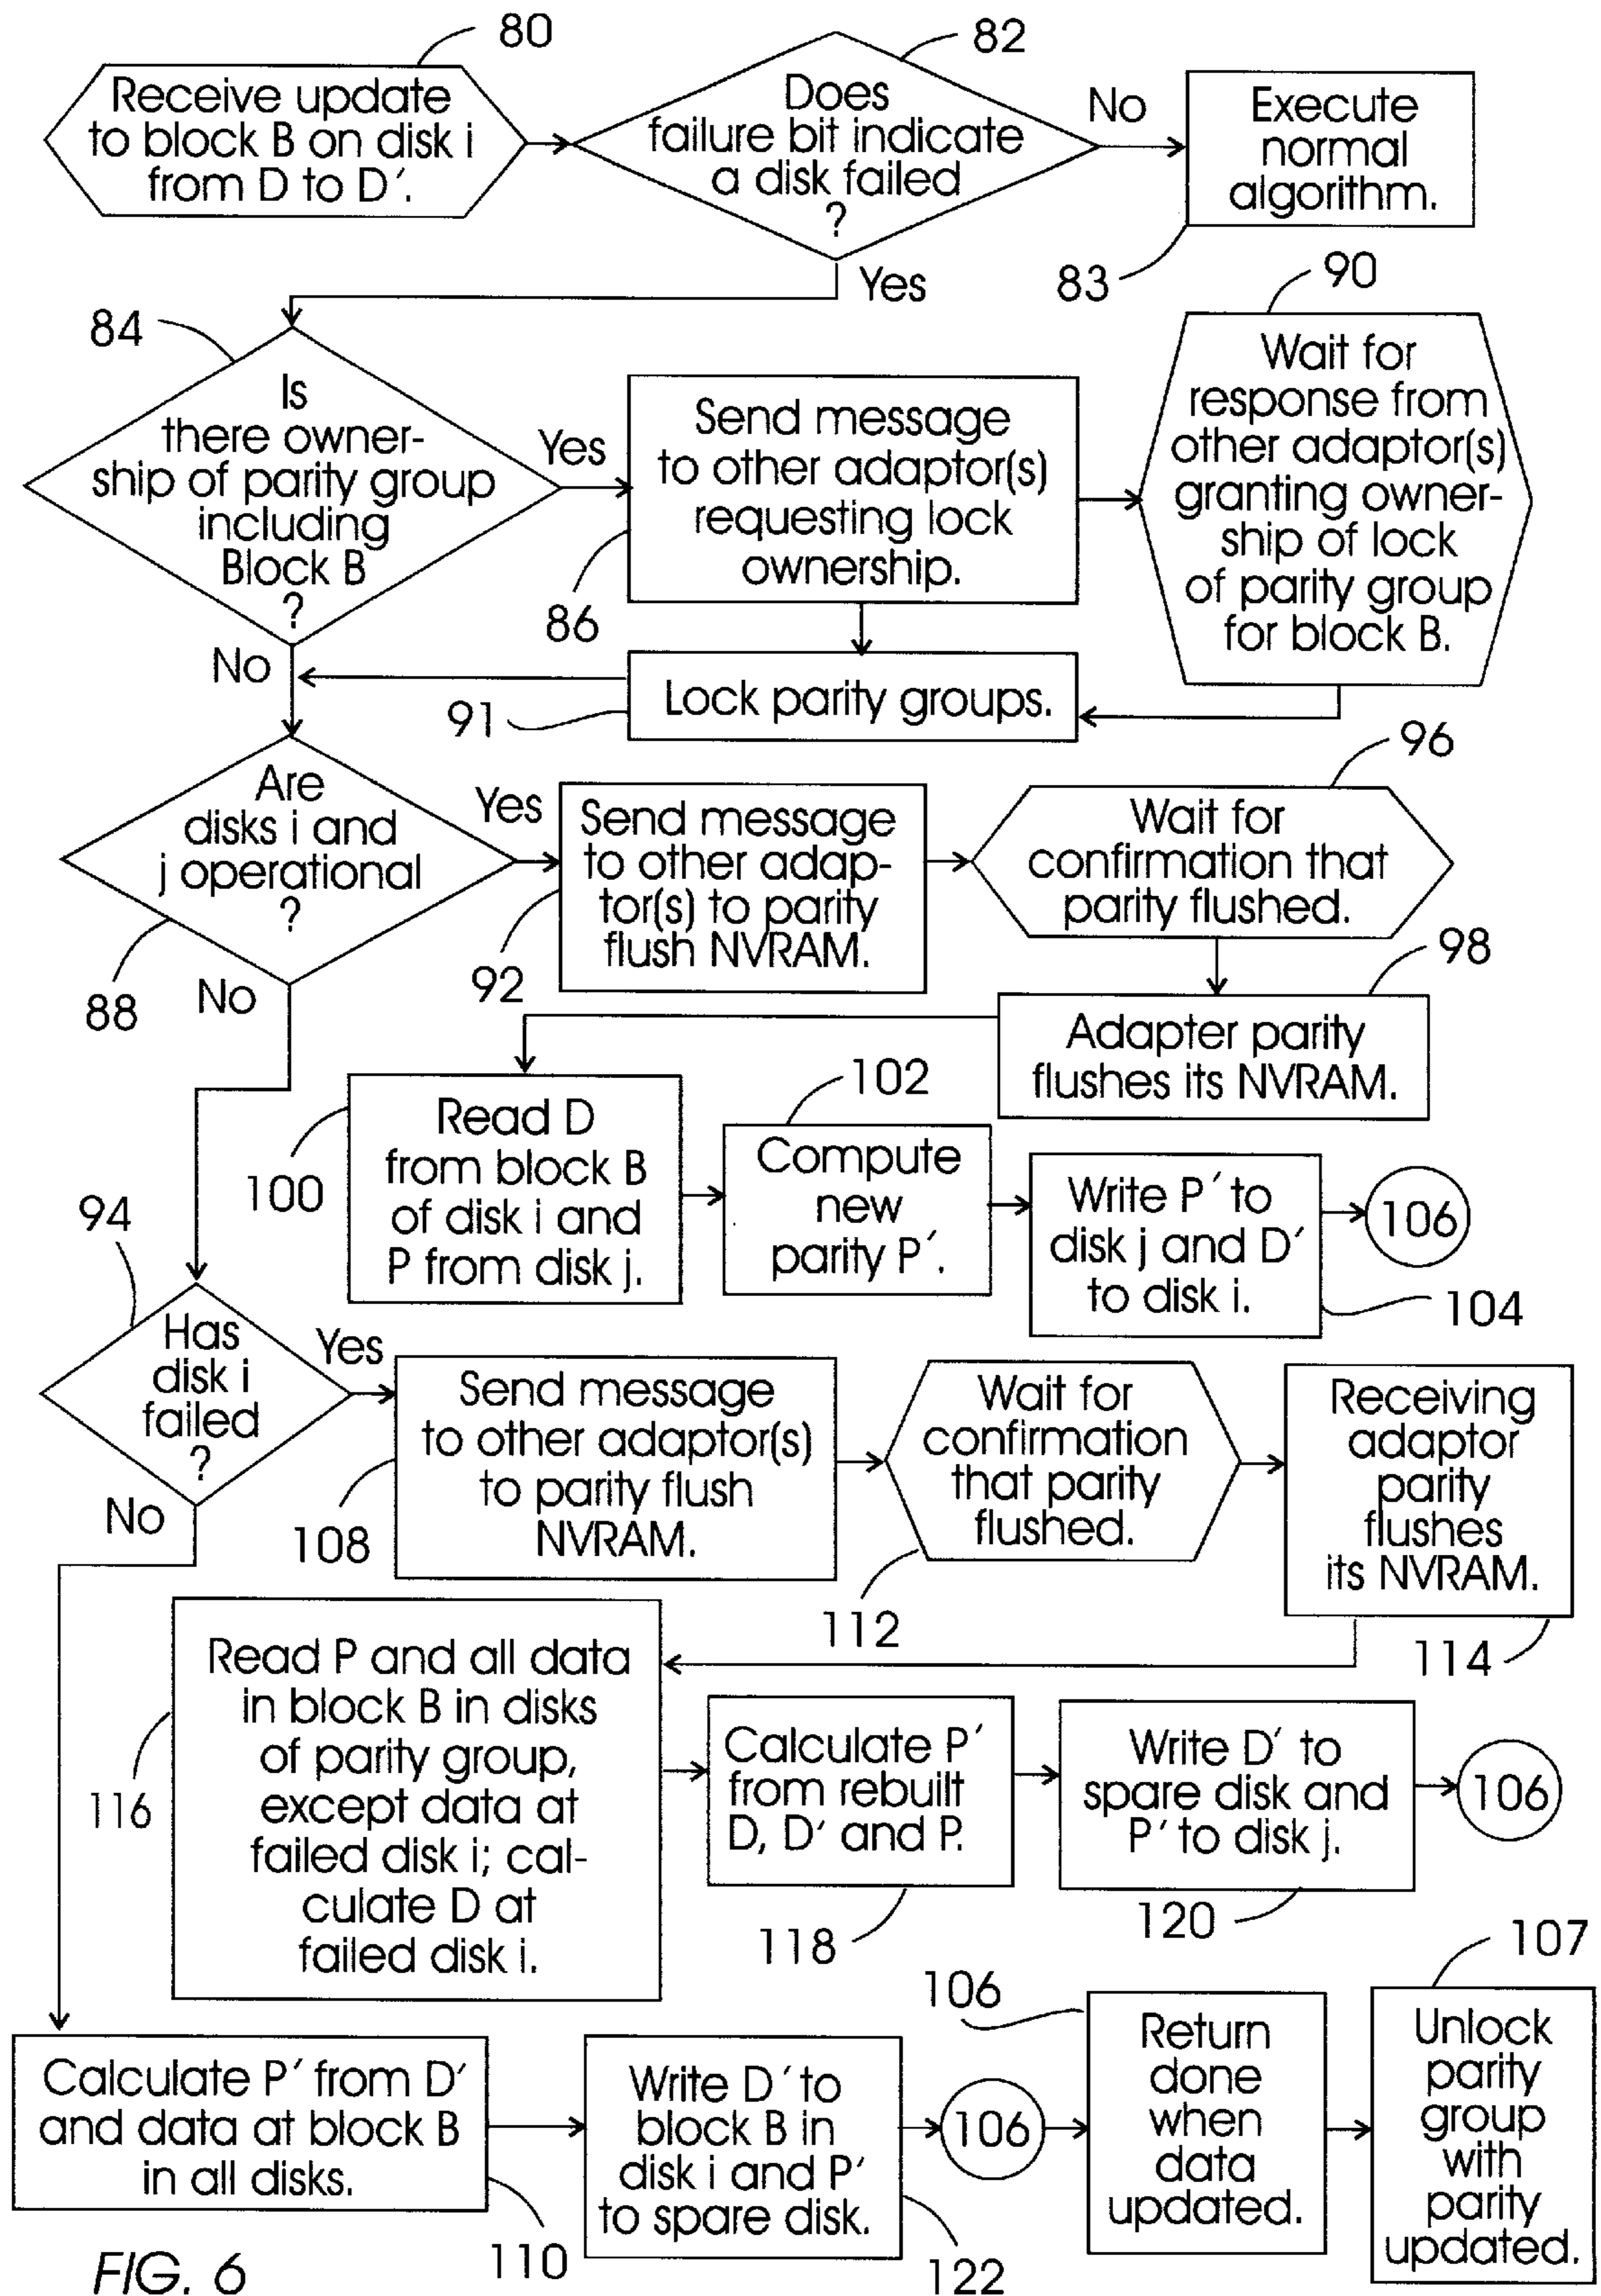 80
Receive update
to block B on disk i
from D to D′.
82
Does
failure bit indicate
a disk failed
?
No
Yes
Execute
normal
algorithm.
83
84
Is
there owner-
ship of parity group
including
Block B
?
Yes
No
Send message
to other adaptor(s)
requesting lock
ownership.
86
90
Wait for
response from
other adaptor(s)
granting owner-
ship of lock
of parity group
for block B.
Lock parity groups.
91
Are
disks i and
j operational
?
88
Yes
No
Send message
to other adap-
tor(s) to parity
flush NVRAM.
92
96
Wait for
confirmation that
parity flushed.
98
Adapter parity
flushes its NVRAM.
Read D
from block B
of disk i and
P from disk j.
100
102
Compute
new
parity P′.
Write P′ to
disk j and D′
to disk i.
104
106
94
Has
disk i
failed
?
Yes
No
Send message
to other adaptor(s)
to parity flush
NVRAM.
108
Wait for
confirmation
that parity
flushed.
112
Receiving
adaptor
parity
flushes
its NVRAM.
114
Read P and all data
in block B in disks
of parity group,
except data at
failed disk i; cal-
culate D at
failed disk i.
116
Calculate P′
from rebuilt
D, D′ and P.
118
Write D′ to
spare disk and
P′ to disk j.
120
106
Calculate P′ from D′
and data at block B
in all disks.
110
Write D′ to
block B in
disk i and P′
to spare disk.
122
106
106
Return
done
when
data
updated.
107
Unlock
parity
group
with
parity
updated.
FIG. 6